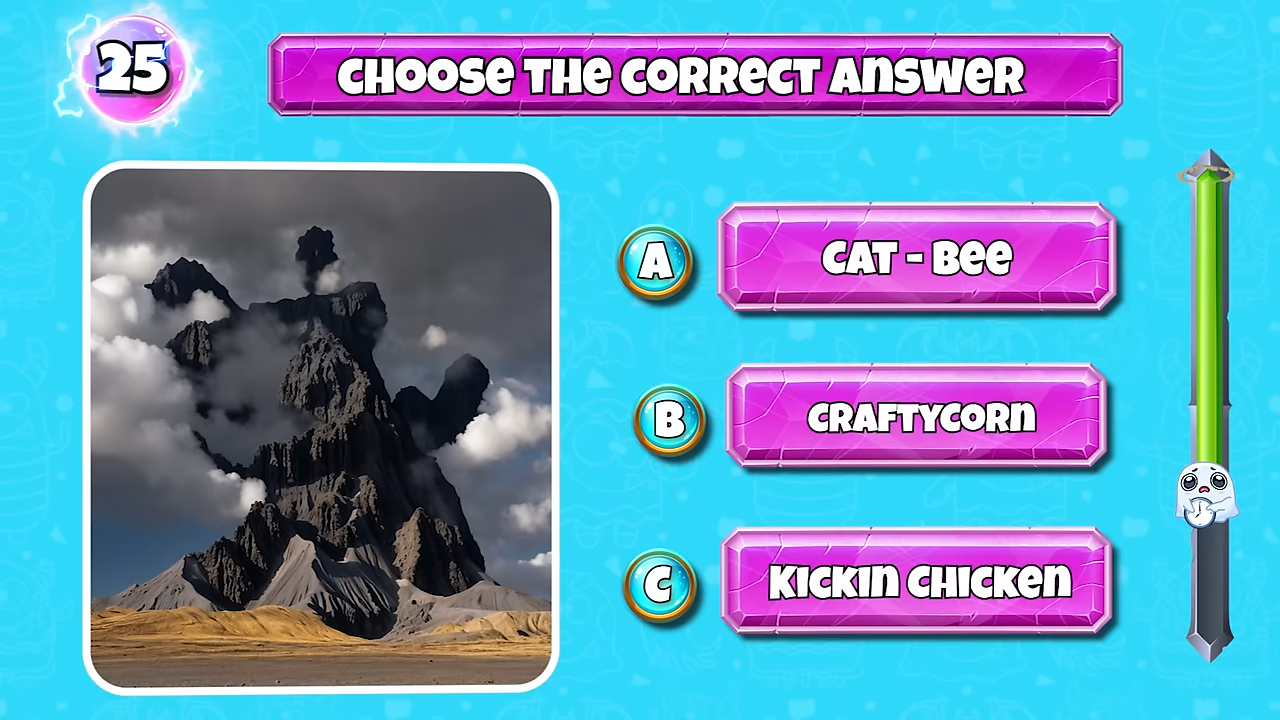 25
CHOOSE THE CORRECT ANSWER
A
CAT - BEE
B
CRAFTYCORN
C
KICKIN CHICKEN